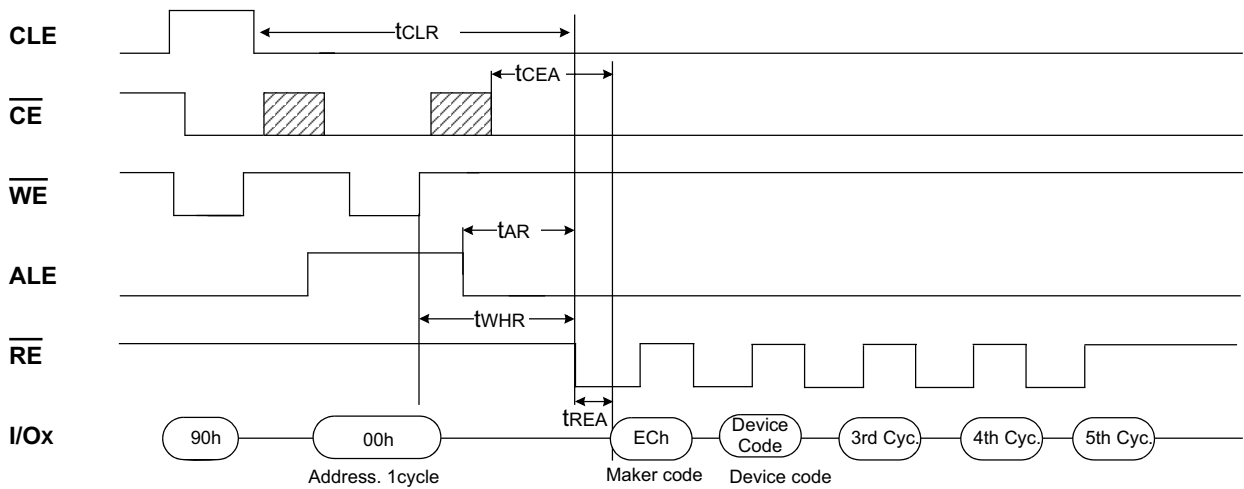 CLE
tCLR
tCEA
CE
WE
tAR
ALE
tWHR
RE
tREA
I/Ox
90h
00h
ECh
Device
Code
3rd Cyc.
4th Cyc.
5th Cyc.
Address. 1cycle
Maker code
Device code